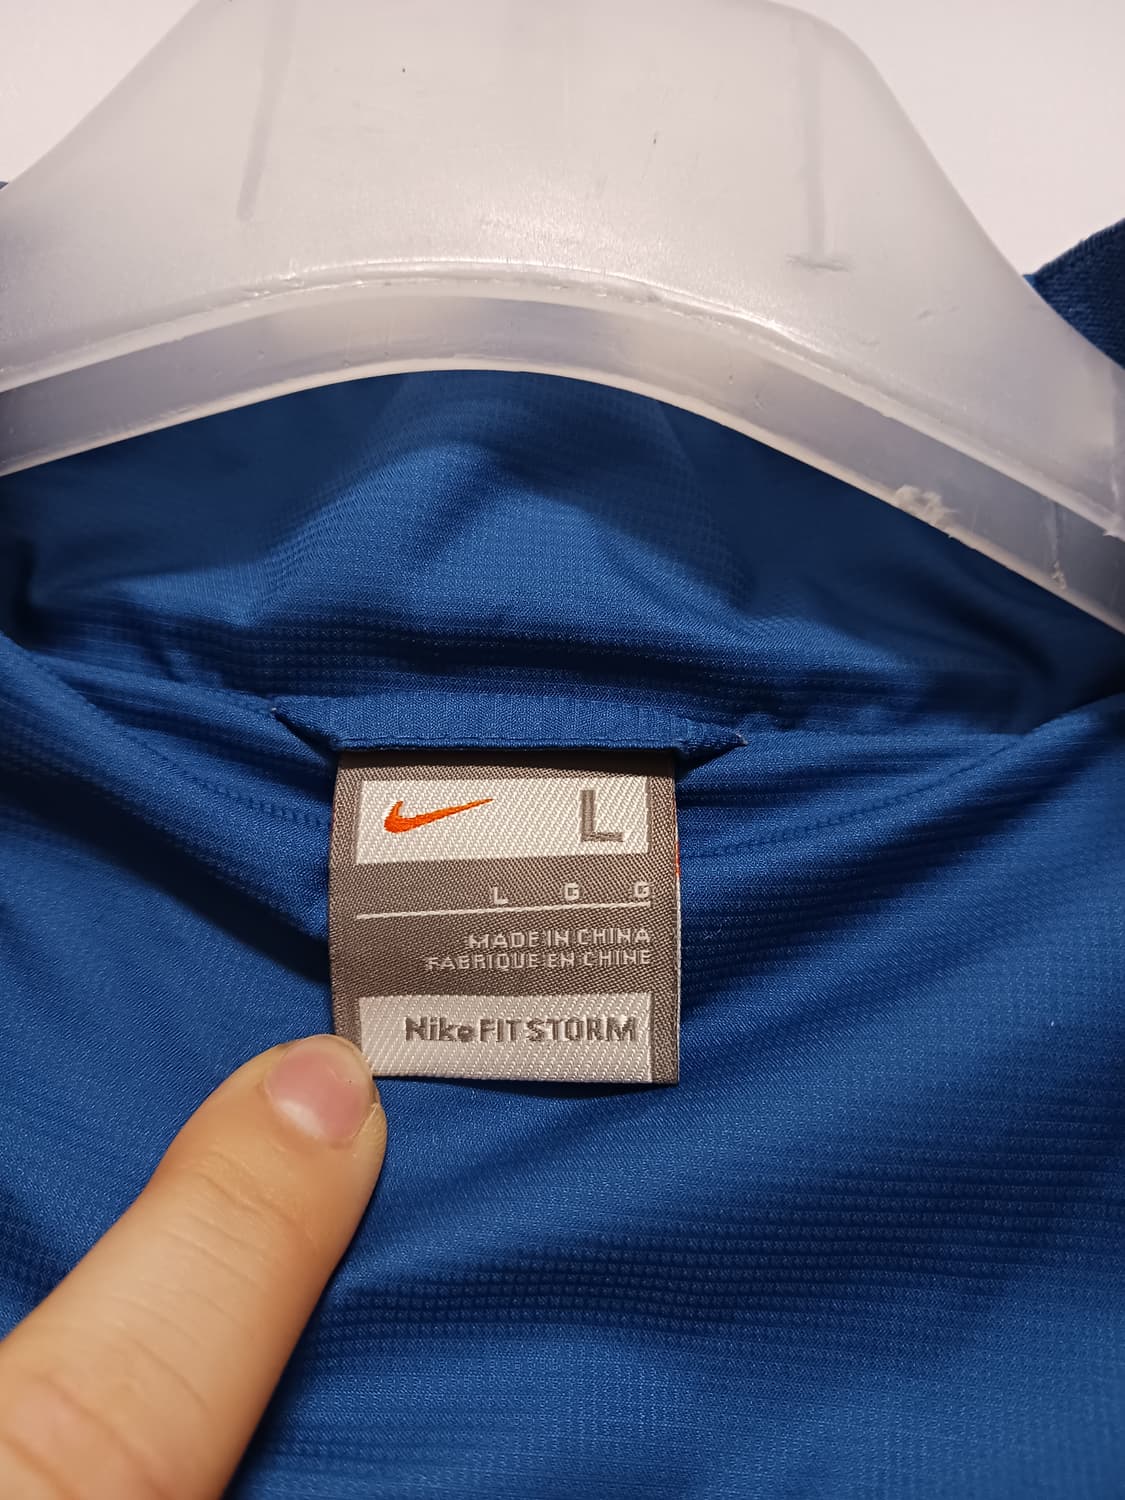 L
L G G
MADE IN CHINA
FABRIQUE EN CHINE
Nike FIT STORM